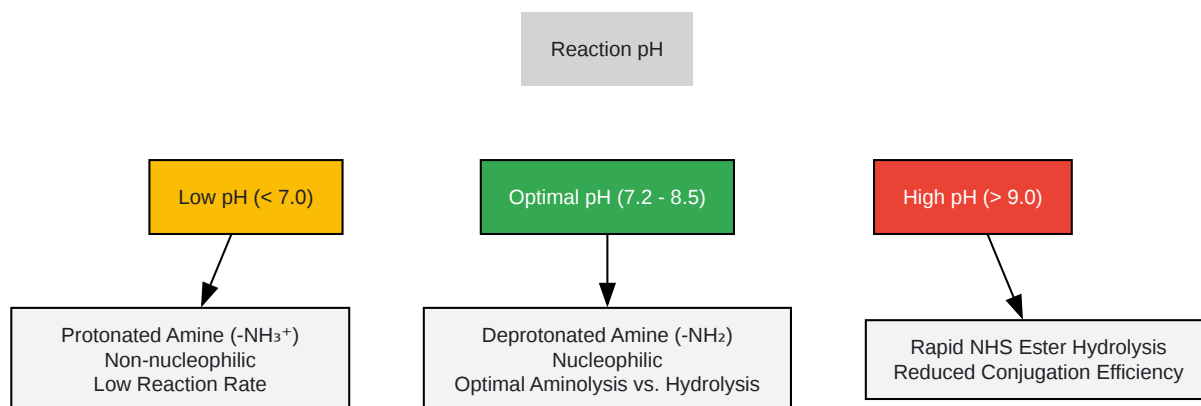 Reaction pH
Low pH (< 7.0)
Optimal pH (7.2 - 8.5)
High pH (> 9.0)
Protonated Amine (-NH₃⁺)
Non-nucleophilic
Low Reaction Rate
Deprotonated Amine (-NH₂)
Nucleophilic
Optimal Aminolysis vs. Hydrolysis
Rapid NHS Ester Hydrolysis
Reduced Conjugation Efficiency